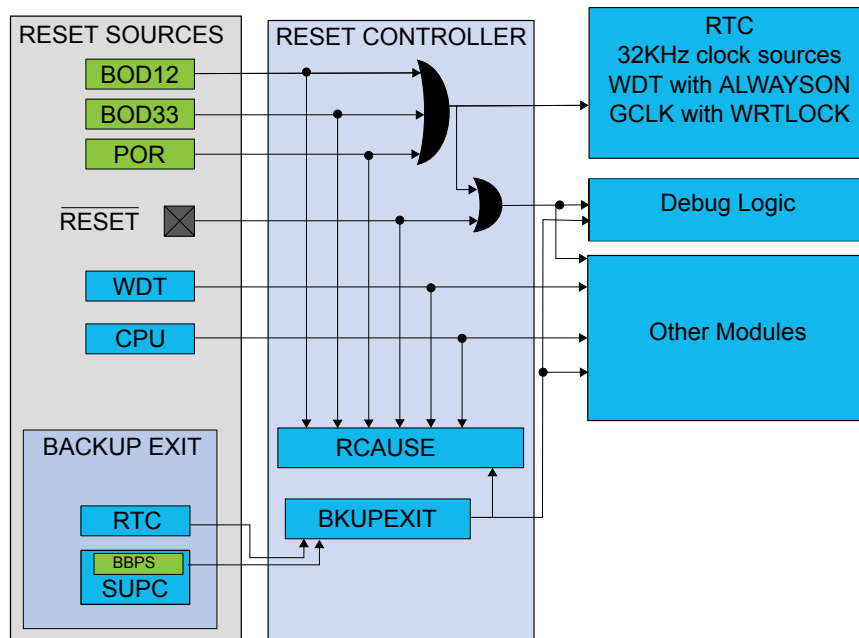 RESET SOURCES
BOD12
BOD33
POR
RESET
WDT
CPU
BACKUP EXIT
RTC
BBPS
SUPC
RESET CONTROLLER
RCAUSE
BKUPEXIT
RTC
32KHz clock sources
WDT with ALWAYSON
GCLK with WRTLOCK
Debug Logic
Other Modules